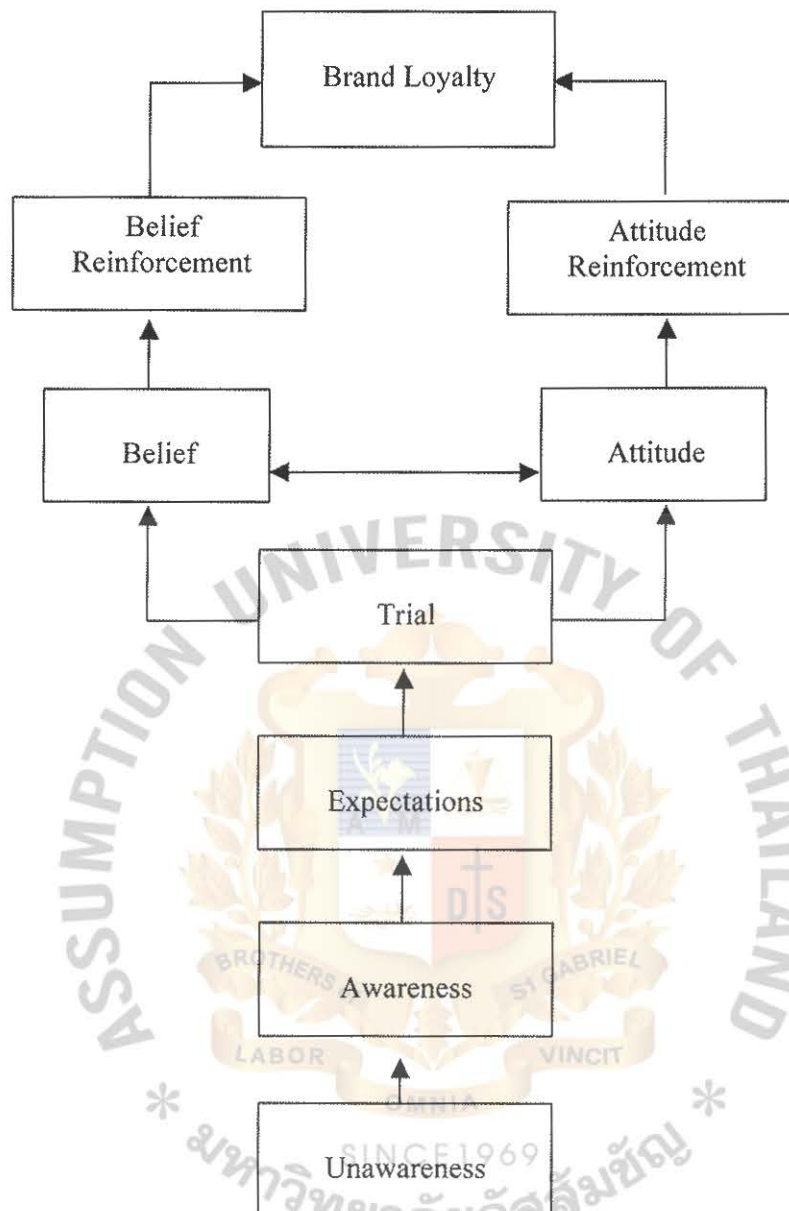 Brand Loyalty
Belief
Reinforcement
Attitude
Reinforcement
Belief
Attitude
Trial
Expectations
Awareness
Unawareness
ASSUMPTION UNIVERSITY OF THAILAND
A M
D S
BROTHERS
ST GABRIEL
LABOR
VINCIT
OMNIA
SINCE 1969